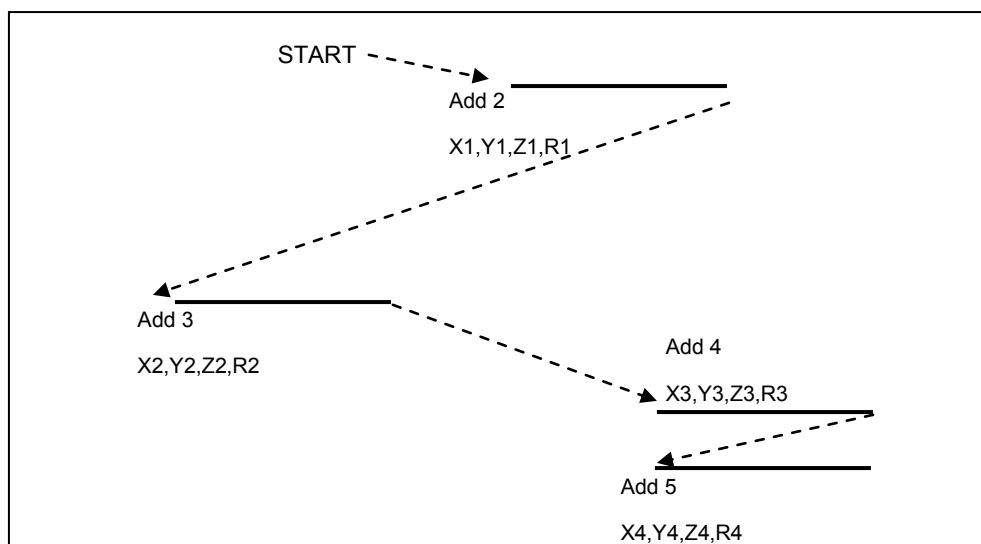 START
Add 2
X1,Y1,Z1,R1
Add 3
X2,Y2,Z2,R2
Add 4
X3,Y3,Z3,R3
Add 5
X4,Y4,Z4,R4